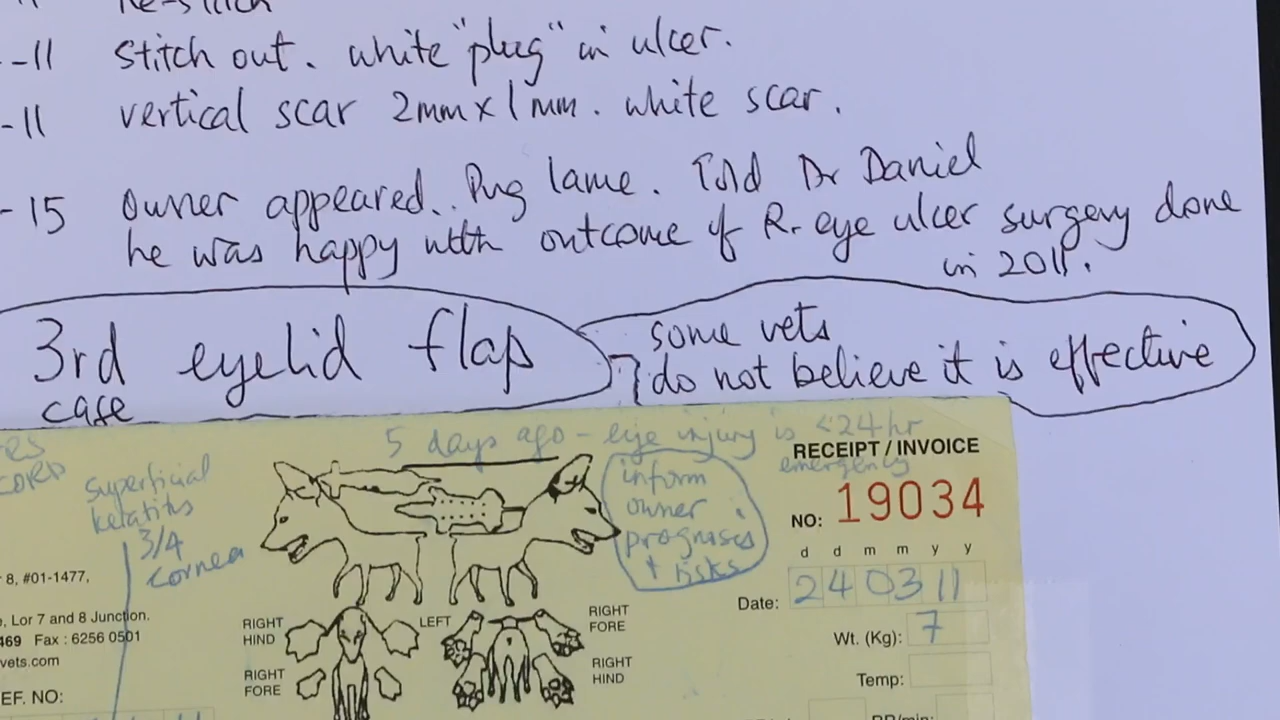 Re-stitch
-11 Stitch out. white "plug" in ulcer.
-11 vertical scar 2mm x 1mm. white scar.
-15 Owner appeared.. Pug lame. Told Dr Daniel
he was happy with outcome of R. eye ulcer surgery done
in 2011.
3rd eyelid flap
case
some vets
do not believe it is effective
5 days ago - eye injury is <24hr
emergency
RECEIPT / INVOICE
NO: 19034
superficial
keratitis
3/4
cornea
inform
owner
prognosis
+ risks
d d m m y y
Date: 240311
Wt. (Kg): 7
Temp:
RR/min:
8, #01-1477,
, Lor 7 and 8 Junction.
469 Fax : 6256 0501
vets.com
EF. NO:
RIGHT HIND
LEFT
RIGHT FORE
RIGHT FORE
RIGHT HIND